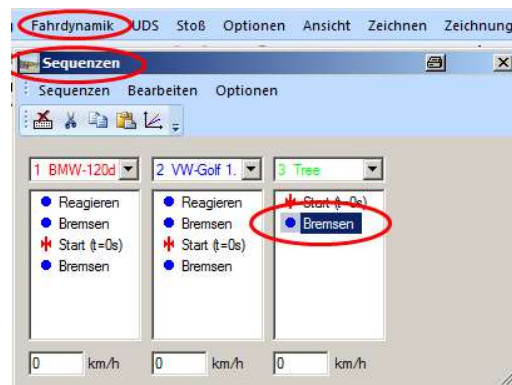 Fahrdynamik UDS Stoß Optionen Ansicht Zeichnen Zeichnung
Sequenzen
Sequenzen Bearbeiten Optionen
1 BMW-120d 2 VW-Golf 1. 3 Tree
Reagieren Reagieren Start (t=0s)
Bremsen Bremsen Bremsen
Start (t=0s) Start (t=0s)
Bremsen Bremsen
0 km/h 0 km/h 0 km/h